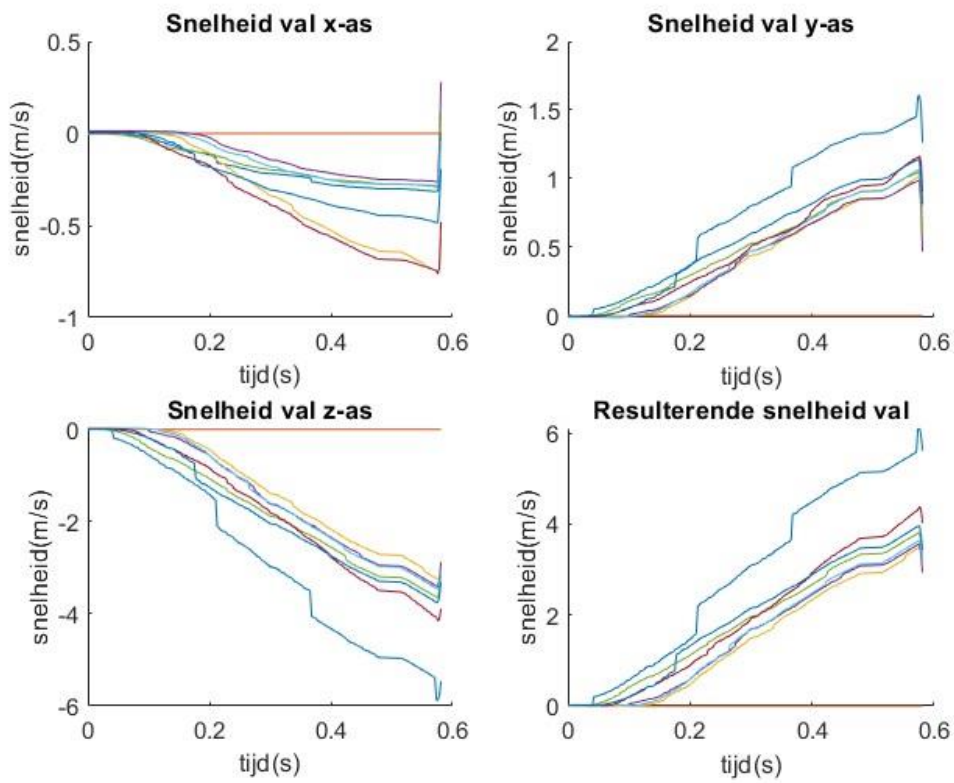 Snelheid val x-as
0.5
0
-0.5
-1
snelheid(m/s)
0
0.2
0.4
0.6
tijd(s)
Snelheid val y-as
2
1.5
1
0.5
0
snelheid(m/s)
0
0.2
0.4
0.6
tijd(s)
Snelheid val z-as
0
-2
-4
-6
snelheid(m/s)
0
0.2
0.4
0.6
tijd(s)
Resulterende snelheid val
6
4
2
0
snelheid(m/s)
0
0.2
0.4
0.6
tijd(s)